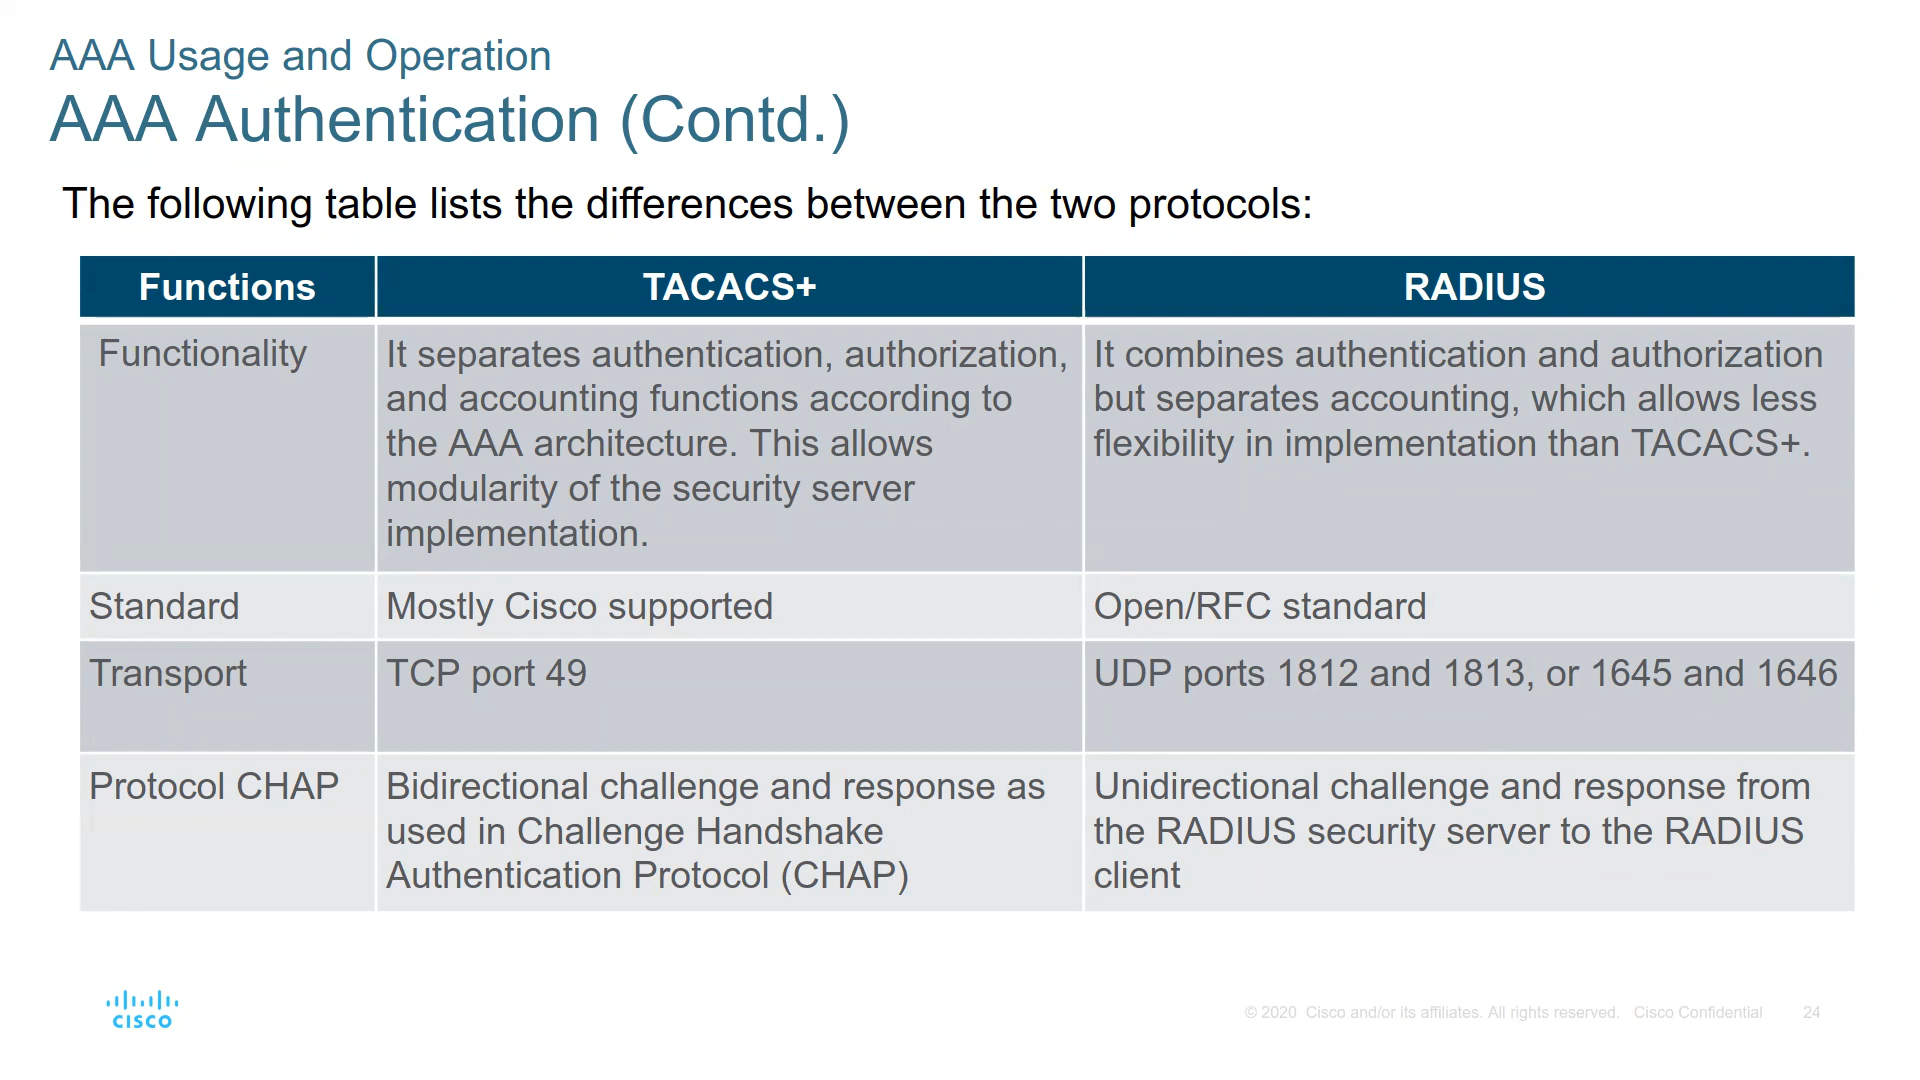 AAA Usage and Operation
AAA Authentication (Contd.)
The following table lists the differences between the two protocols:
Functions
TACACS+
RADIUS
Functionality
It separates authentication, authorization,
and accounting functions according to
the AAA architecture. This allows
modularity of the security server
implementation.
It combines authentication and authorization
but separates accounting, which allows less
flexibility in implementation than TACACS+.
Standard
Mostly Cisco supported
Open/RFC standard
Transport
TCP port 49
UDP ports 1812 and 1813, or 1645 and 1646
Protocol CHAP
Bidirectional challenge and response as
used in Challenge Handshake
Authentication Protocol (CHAP)
Unidirectional challenge and response from
the RADIUS security server to the RADIUS
client
CISCO
© 2020 Cisco and/or its affiliates. All rights reserved. Cisco Confidential
24